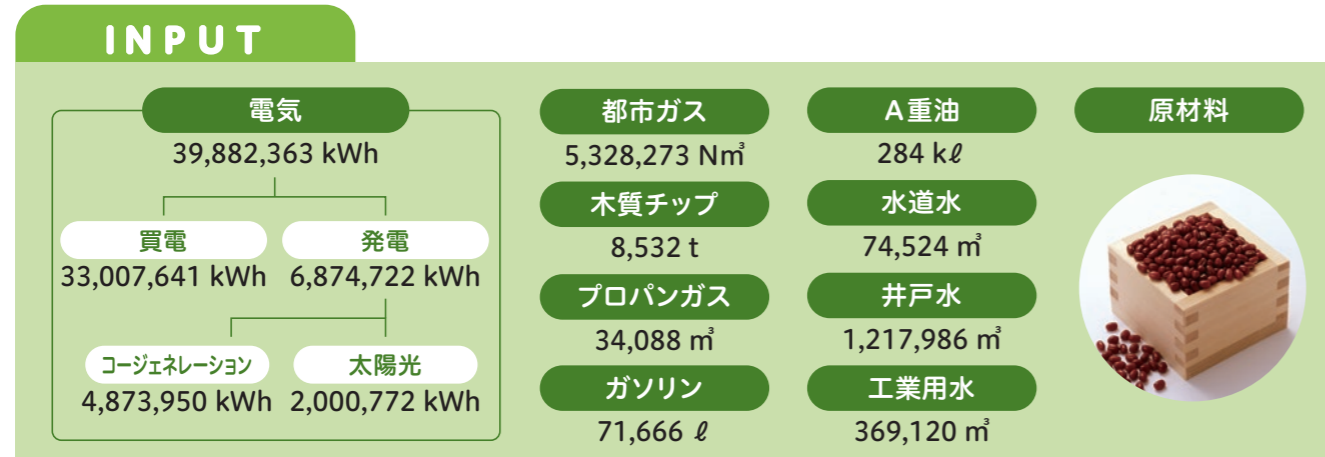 INPUT
電気
39,882,363 kWh
買電
33,007,641 kWh
発電
6,874,722 kWh
コージェネレーション
4,873,950 kWh
太陽光
2,000,772 kWh
都市ガス
5,328,273 N㎥
木質チップ
8,532 t
プロパンガス
34,088 ㎥
ガソリン
71,666 ℓ
A重油
284 kℓ
水道水
74,524 ㎥
井戸水
1,217,986 ㎥
工業用水
369,120 ㎥
原材料